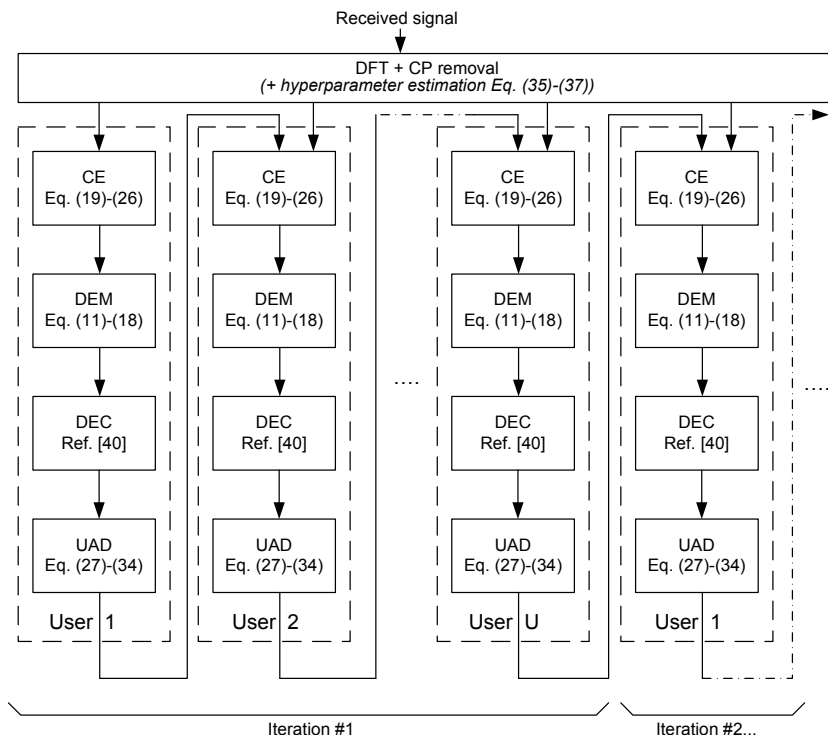 Received signal
DFT + CP removal
(+ hyperparameter estimation Eq. (35)-(37))
CE
Eq. (19)-(26)
DEM
Eq. (11)-(18)
DEC
Ref. [40]
UAD
Eq. (27)-(34)
User 1
CE
Eq. (19)-(26)
DEM
Eq. (11)-(18)
DEC
Ref. [40]
UAD
Eq. (27)-(34)
User 2
....
CE
Eq. (19)-(26)
DEM
Eq. (11)-(18)
DEC
Ref. [40]
UAD
Eq. (27)-(34)
User U
CE
Eq. (19)-(26)
DEM
Eq. (11)-(18)
DEC
Ref. [40]
UAD
Eq. (27)-(34)
User 1
....
Iteration #1
Iteration #2...